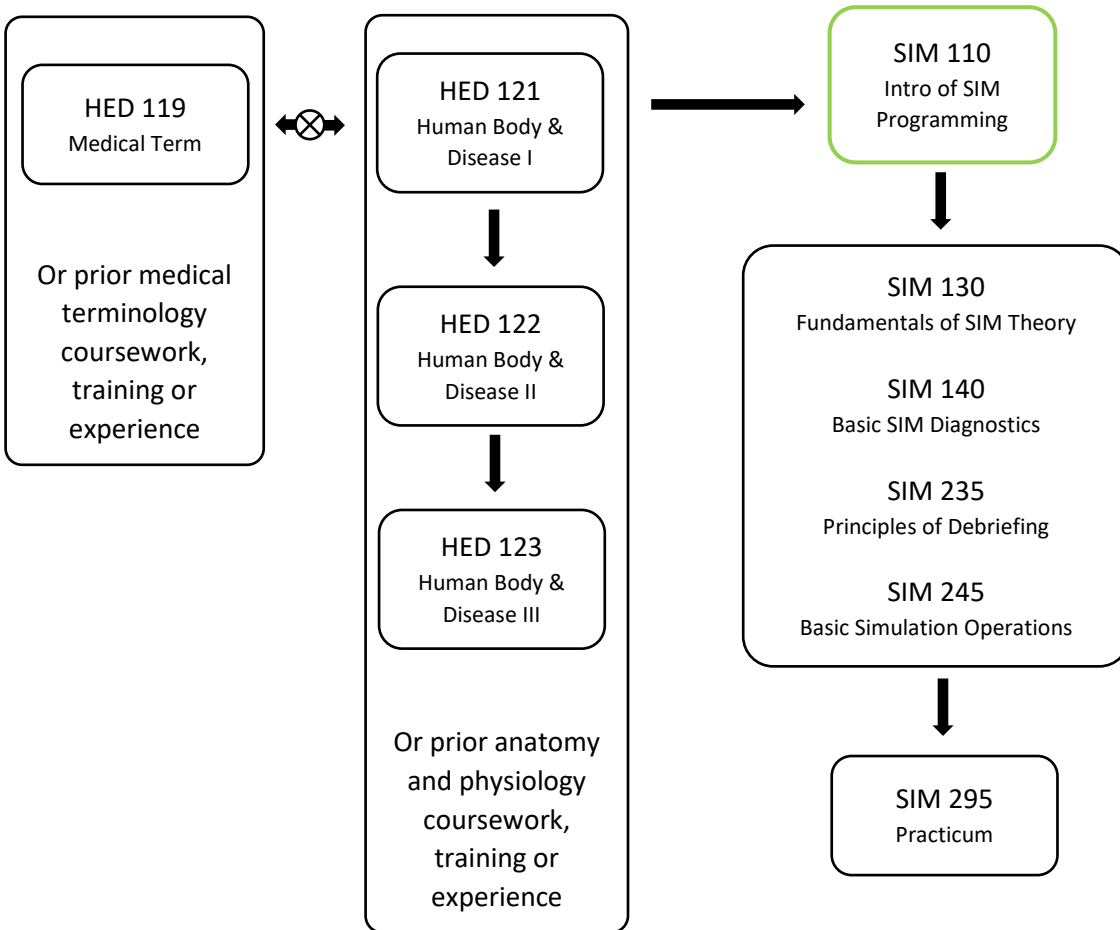 HED 119
Medical Term
Or prior medical
terminology
coursework,
training or
experience
HED 121
Human Body &
Disease I
HED 122
Human Body &
Disease II
HED 123
Human Body &
Disease III
Or prior anatomy
and physiology
coursework,
training or
experience
SIM 110
Intro of SIM
Programming
SIM 130
Fundamentals of SIM Theory
SIM 140
Basic SIM Diagnostics
SIM 235
Principles of Debriefing
SIM 245
Basic Simulation Operations
SIM 295
Practicum